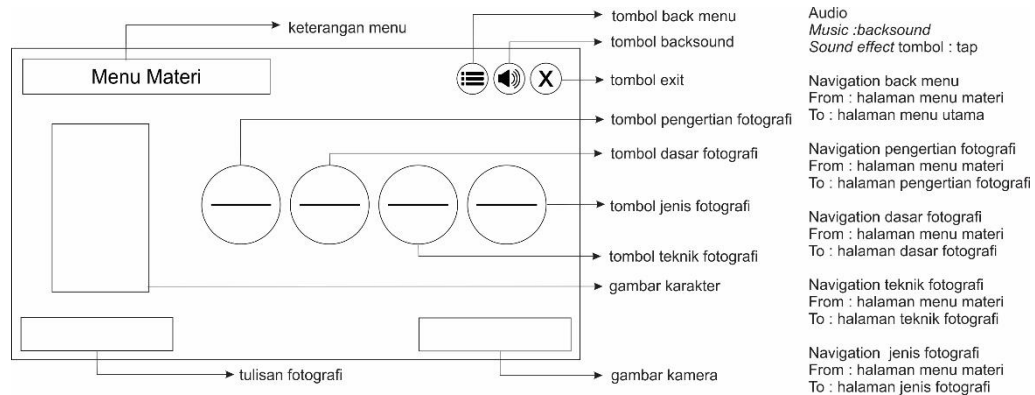 keterangan menu
Menu Materi
X
tombol back menu
tombol backsound
tombol exit
tombol pengertian fotografi
tombol dasar fotografi
tombol jenis fotografi
tombol teknik fotografi
gambar karakter
tulisan fotografi
gambar kamera
Audio
Music :backsound
Sound effect tombol : tap
Navigation back menu
From : halaman menu materi
To : halaman menu utama
Navigation pengertian fotografi
From : halaman menu materi
To : halaman pengertian fotografi
Navigation dasar fotografi
From : halaman menu materi
To : halaman dasar fotografi
Navigation teknik fotografi
From : halaman menu materi
To : halaman teknik fotografi
Navigation jenis fotografi
From : halaman menu materi
To : halaman jenis fotografi